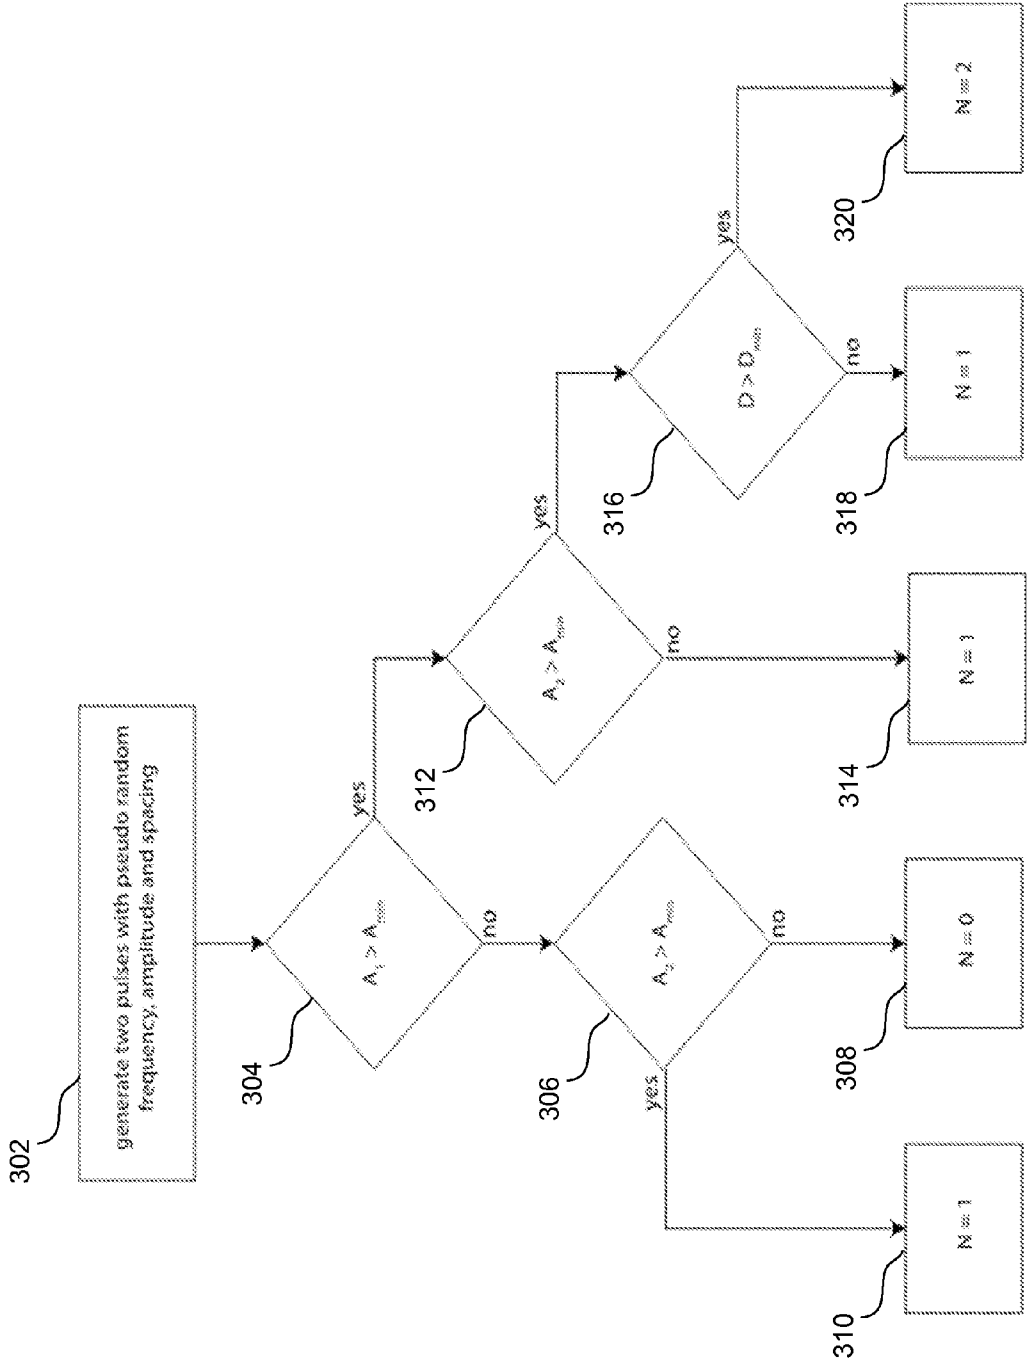 302
generate two pulses with pseudo random
frequency, amplitude and spacing
304
A₁ > Aₘᵢₙ
yes
no
306
A₂ > Aₘᵢₙ
yes
no
312
A₂ > Aₘᵢₙ
yes
no
316
D > Dₘᵢₙ
yes
no
310
N = 1
308
N = 0
314
N = 1
318
N = 1
320
N = 2